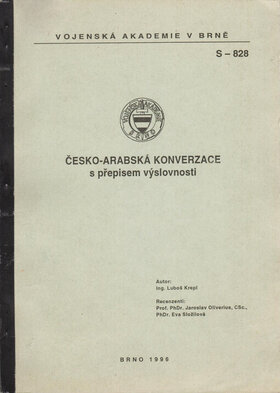 VOJENSKÁ AKADEMIE V BRNĚ
S – 828
ČESKO-ARABSKÁ KONVERZACE
s přepisem výslovnosti
Autor:
Ing. Luboš Krepl
Recenzenti:
Prof. PhDr. Jaroslav Oliverius, CSc.,
PhDr. Eva Složilová
BRNO 1996